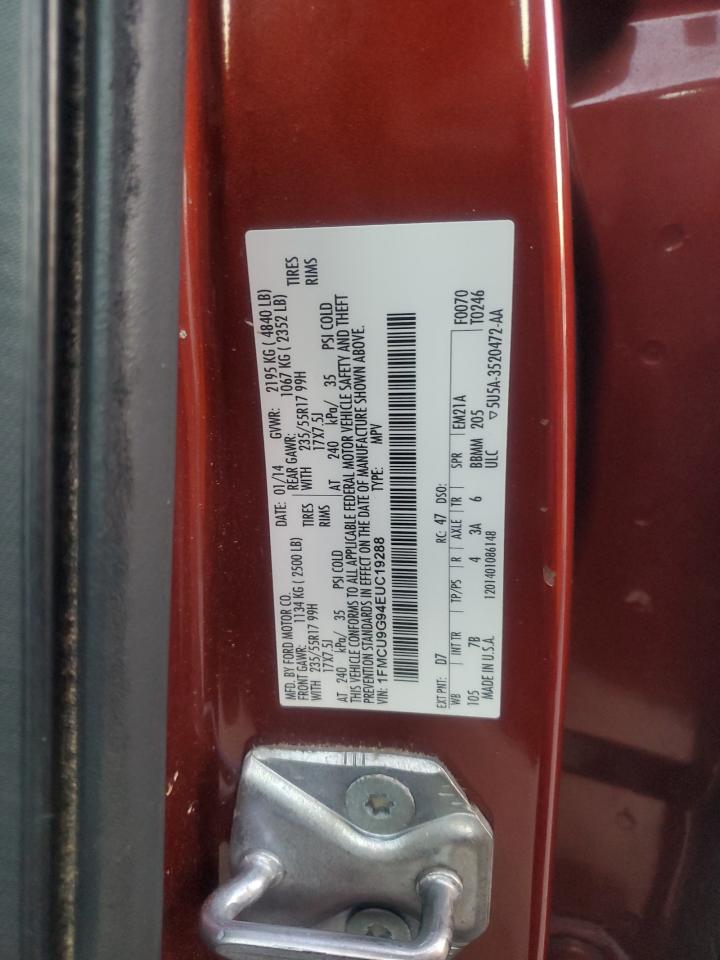 MFD. BY FORD MOTOR CO.
DATE: 01/14 GVWR: 2195 KG ( 4840 LB)
FRONT GAWR: 1134 KG ( 2500 LB) REAR GAWR: 1067 KG ( 2352 LB)
WITH 235/55R17 99H TIRES WITH 235/55R17 99H TIRES
17X7.5J RIMS 17X7.5J RIMS
AT 240 kPa/ 35 PSI COLD AT 240 kPa/ 35 PSI COLD
THIS VEHICLE CONFORMS TO ALL APPLICABLE FEDERAL MOTOR VEHICLE SAFETY AND THEFT
PREVENTION STANDARDS IN EFFECT ON THE DATE OF MANUFACTURE SHOWN ABOVE.
VIN: 1FMCU9G94EUC19288 TYPE: MPV
EXT PNT: D7 RC: 47 DSO: F0070
WB INT TR TP/PS R AXLE TR SPR EM21A T0246
105 7B 4 3A 6 BBMM 205
MADE IN U.S.A. 1201401086148 ULC ▽5U5A-3520472-AA